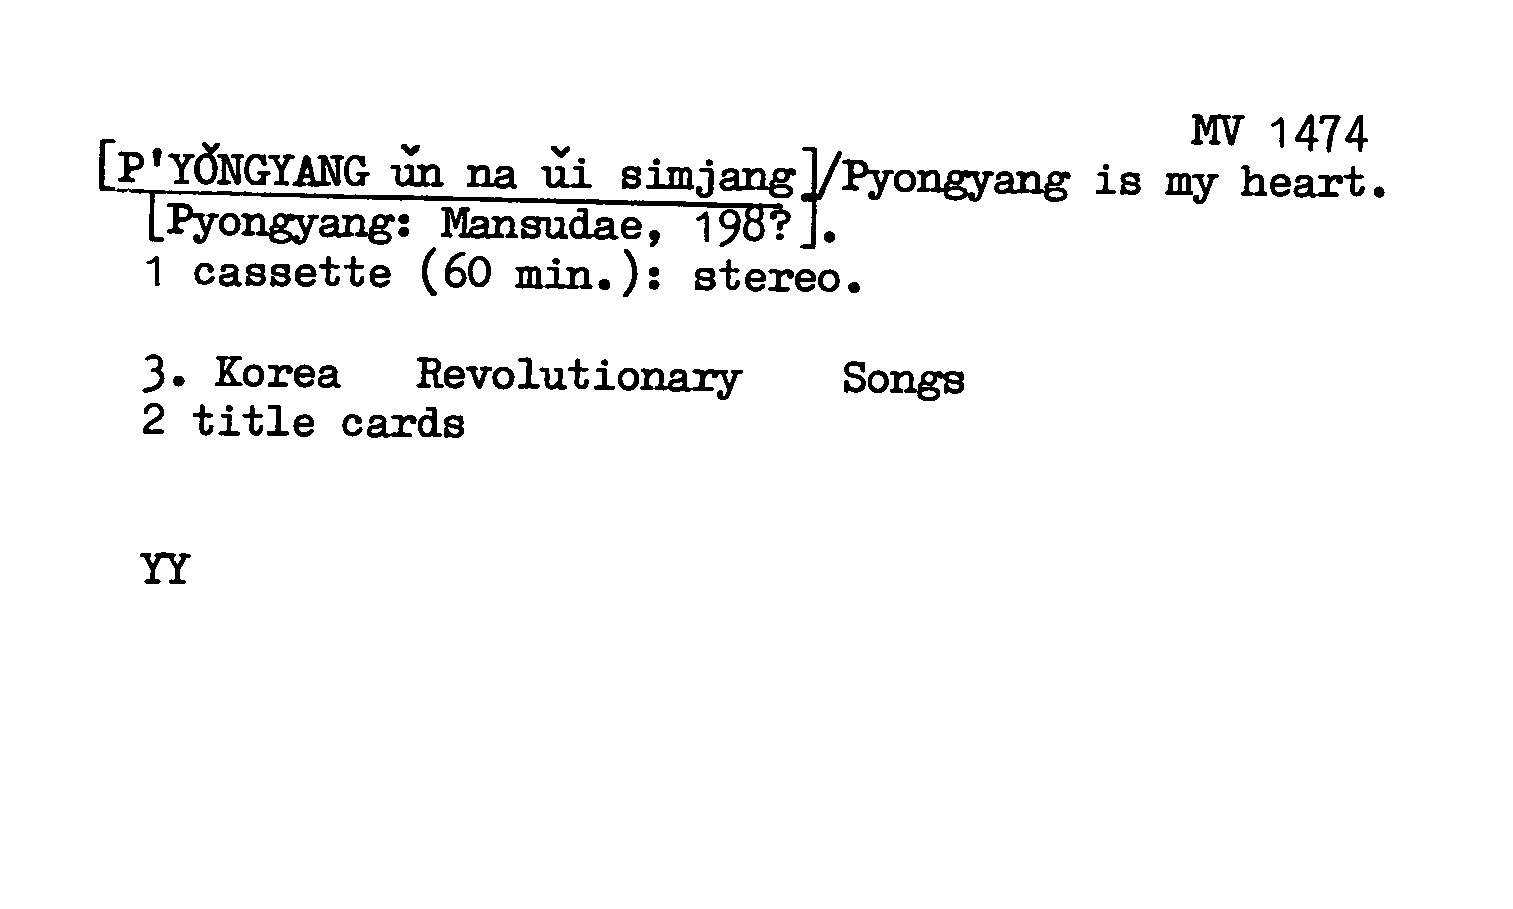 MV 1474
[P'YŎNGYANG ŭn na ŭi simjang]/Pyongyang is my heart.
[Pyongyang: Mansudae, 198?].
1 cassette (60 min.): stereo.
3. Korea Revolutionary Songs
2 title cards
YY